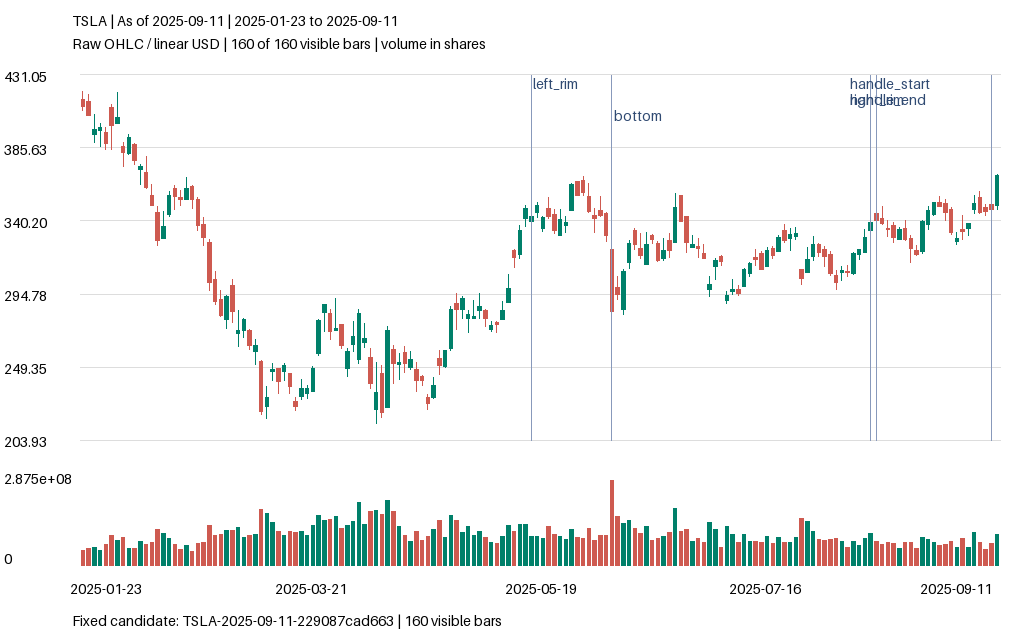 TSLA | As of 2025-09-11 | 2025-01-23 to 2025-09-11
Raw OHLC / linear USD | 160 of 160 visible bars | volume in shares
431.05
left_rim
handle_start
handle_end
bottom
385.63
340.20
294.78
249.35
203.93
2.875e+08
0
2025-01-23
2025-03-21
2025-05-19
2025-07-16
2025-09-11
Fixed candidate: TSLA-2025-09-11-229087cad663 | 160 visible bars